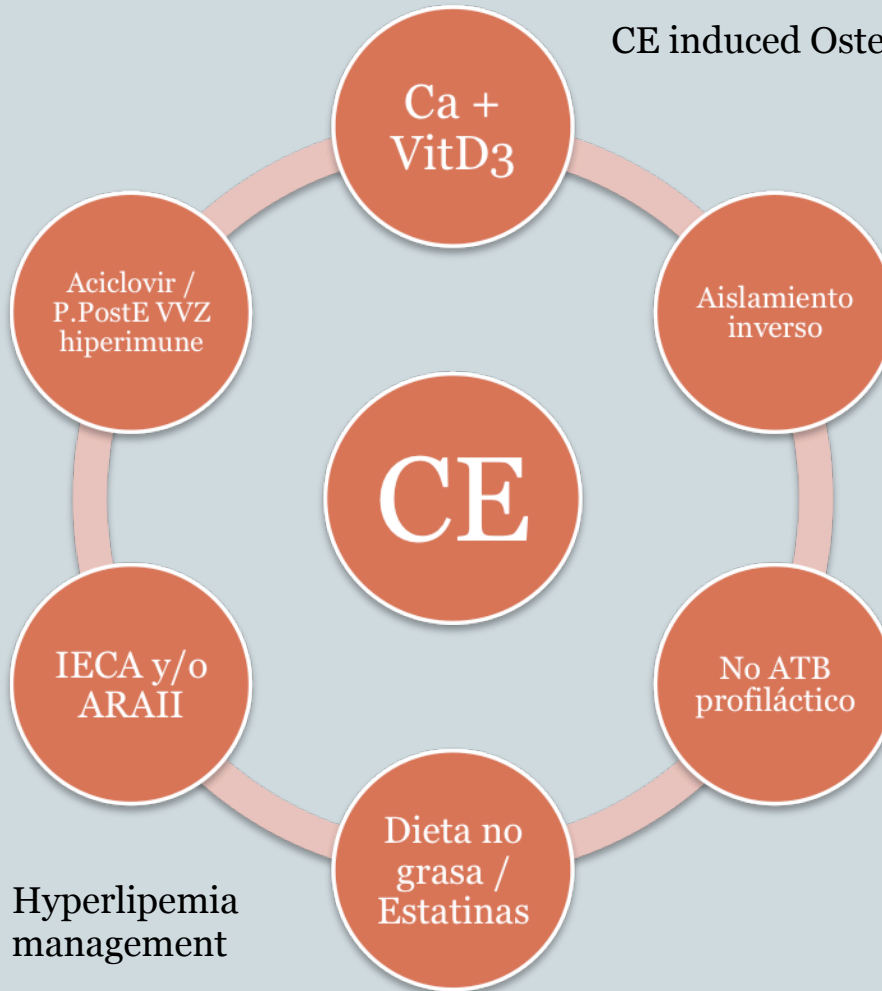 CE induced Oste
Ca +
VitD3
Aislamiento
inverso
No ATB
profiláctico
Dieta no
grasa /
Estatinas
Hyperlipemia
management
IECA y/o
ARAII
Aciclovir /
P.PostE VVZ
hiperimune
CE